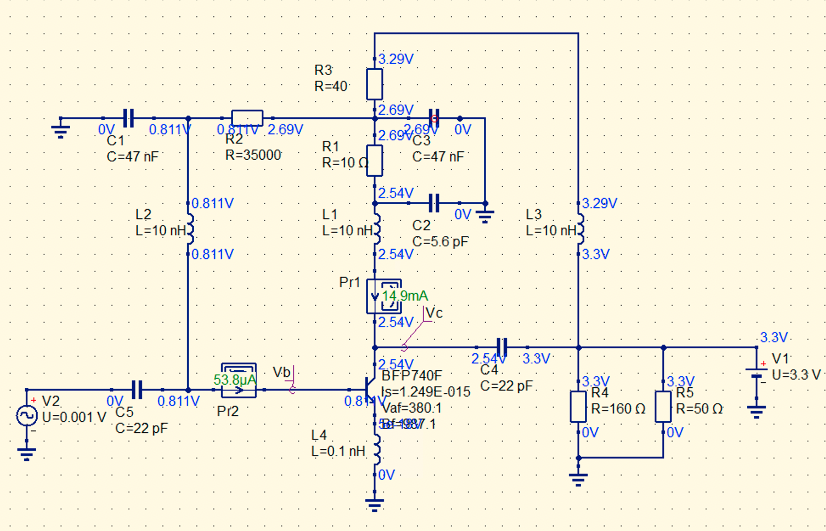 3.29V
R3
R=40
2.69V
0V
0.811V
0.811V
2.69V
2.69V
0V
C1
C=47 nF
R2
R=35000
2.69V
R1
R=10 Ω
C3
C=47 nF
2.54V
0.811V
L2
L=10 nH
0.811V
L1
L=10 nH
2.54V
0V
C2
C=5.6 pF
3.29V
L3
L=10 nH
3.3V
Pr1
14.9mA
2.54V
Vc
2.54V
3.3V
C4
C=22 pF
3.3V
V1
U=3.3 V
2.54V
BFP740F
Is=1.249E-015
Vaf=380.1
Vb
53.8µA
Pr2
V2
U=0.001 V
0V
0.811V
C5
C=22 pF
L4
L=0.1 nH
0V
3.3V
R4
R=160 Ω
0V
3.3V
R5
R=50 Ω
0V